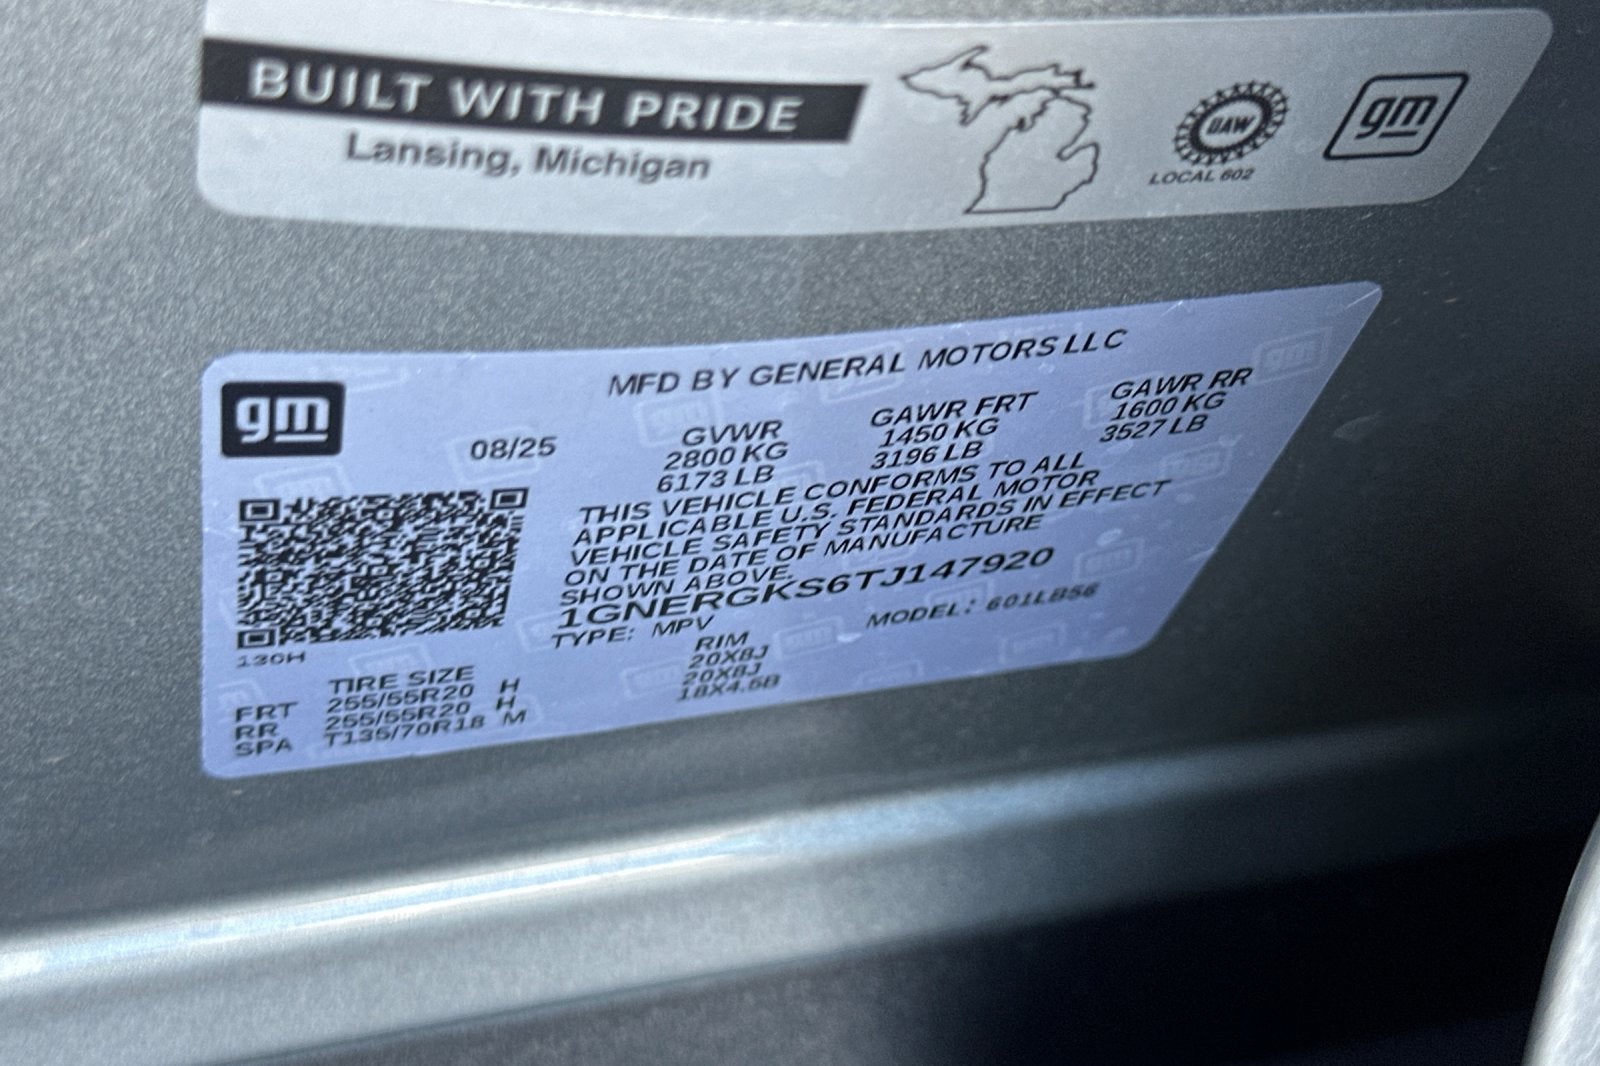 BUILT WITH PRIDE
Lansing, Michigan
UAW
LOCAL 602
gm
gm
MFD BY GENERAL MOTORS LLC
08/25
GVWR GAWR FRT GAWR RR
2800 KG 1450 KG 1600 KG
6173 LB 3196 LB 3527 LB
THIS VEHICLE CONFORMS TO ALL
APPLICABLE U.S. FEDERAL MOTOR
VEHICLE SAFETY STANDARDS IN EFFECT
ON THE DATE OF MANUFACTURE
SHOWN ABOVE.
1GNERGKS6TJ147920
TYPE: MPV MODEL: 601LB56
130H
TIRE SIZE RIM
FRT 255/55R20 H 20X8J
RR 255/55R20 H 20X8J
SPA T135/70R18 M 18X4.5B